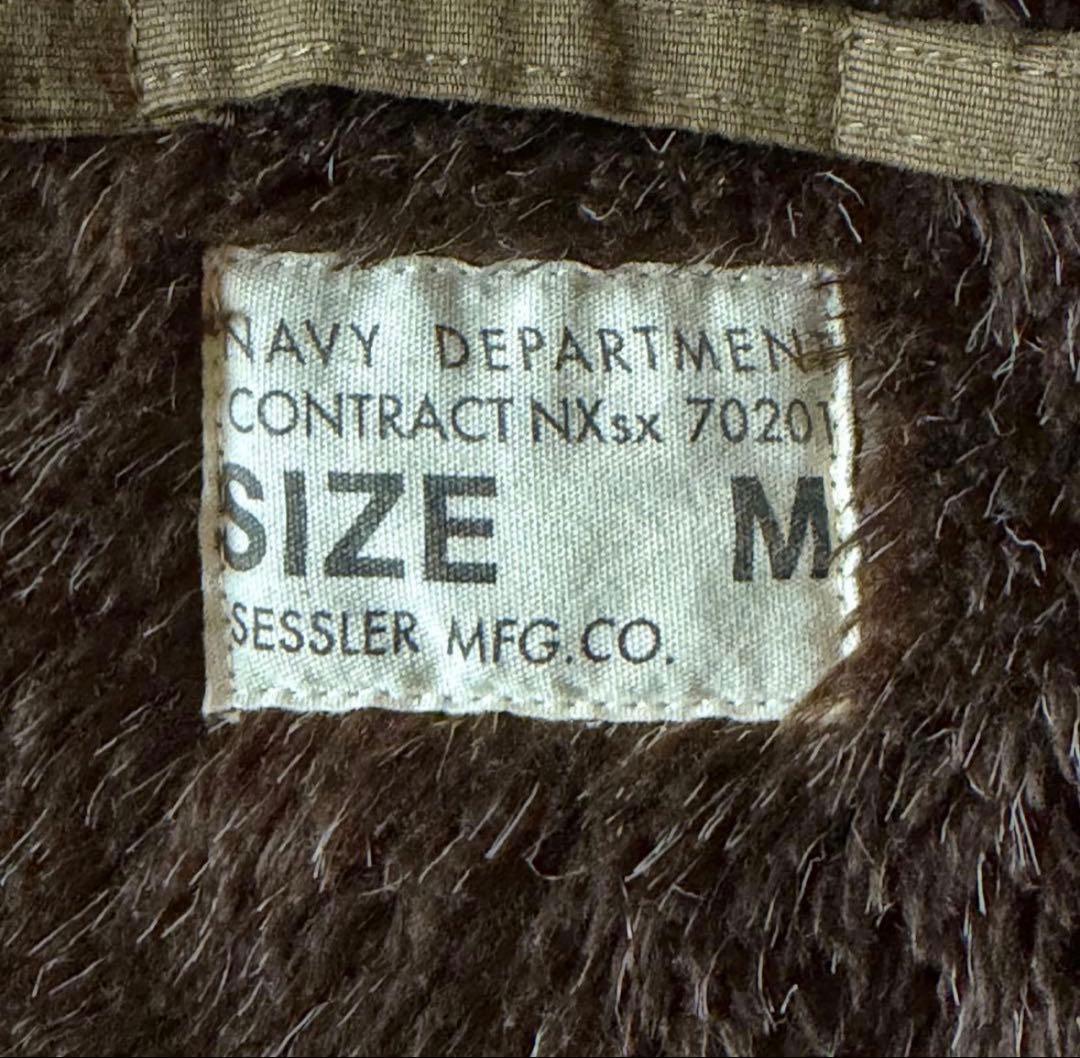 NAVY DEPARTMENT
CONTRACT NXsx 70201
SIZE M
SESSLER MFG.CO.